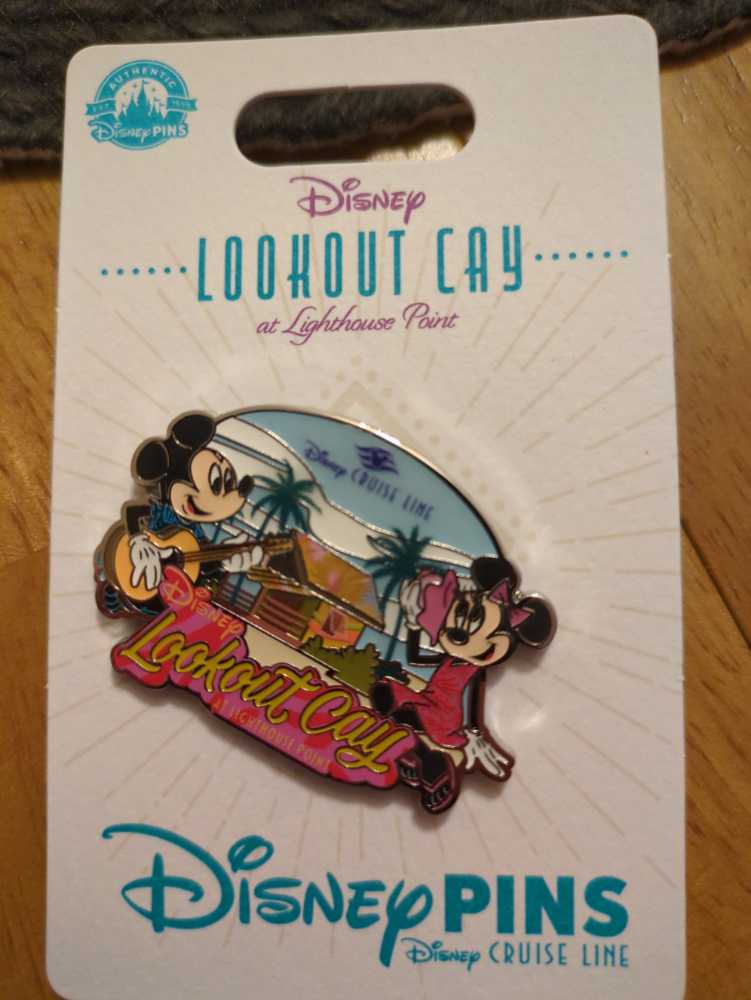 AUTHENTIC
EST 1955
Disney PINS
Disney
LOOKOUT CAY
at Lighthouse Point
Disney CRUISE LINE
Disney
Lookout Cay
AT LIGHTHOUSE POINT
Disney PINS
Disney CRUISE LINE